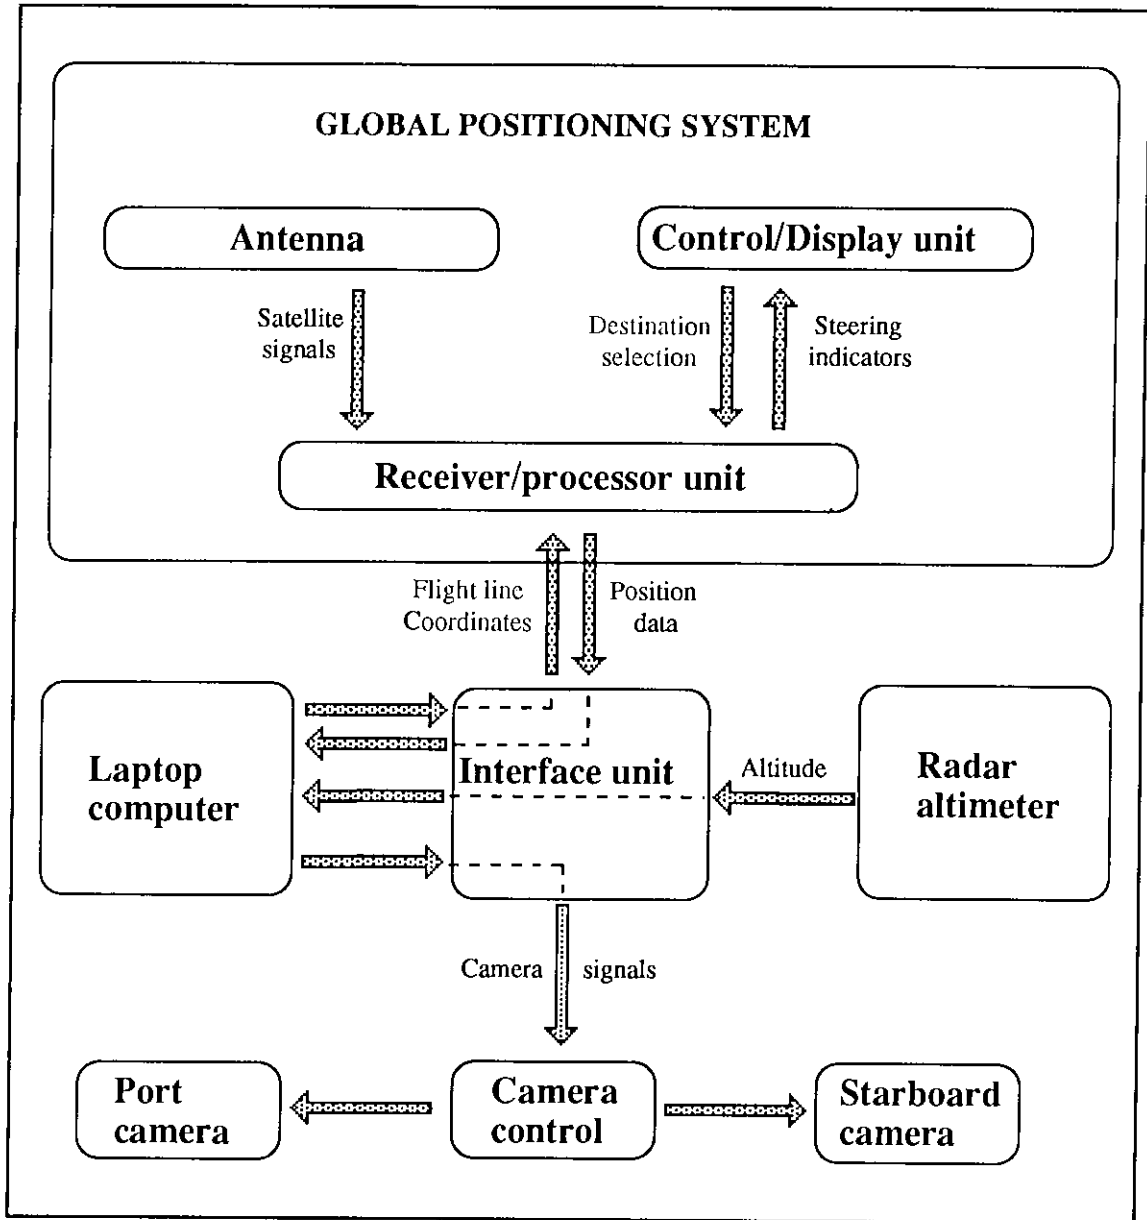 GLOBAL POSITIONING SYSTEM
Antenna
Control/Display unit
Satellite
signals
Destination
selection
Steering
indicators
Receiver/processor unit
Flight line
Coordinates
Position
data
Laptop
computer
Interface unit
Altitude
Radar
altimeter
Camera signals
Port
camera
Camera
control
Starboard
camera